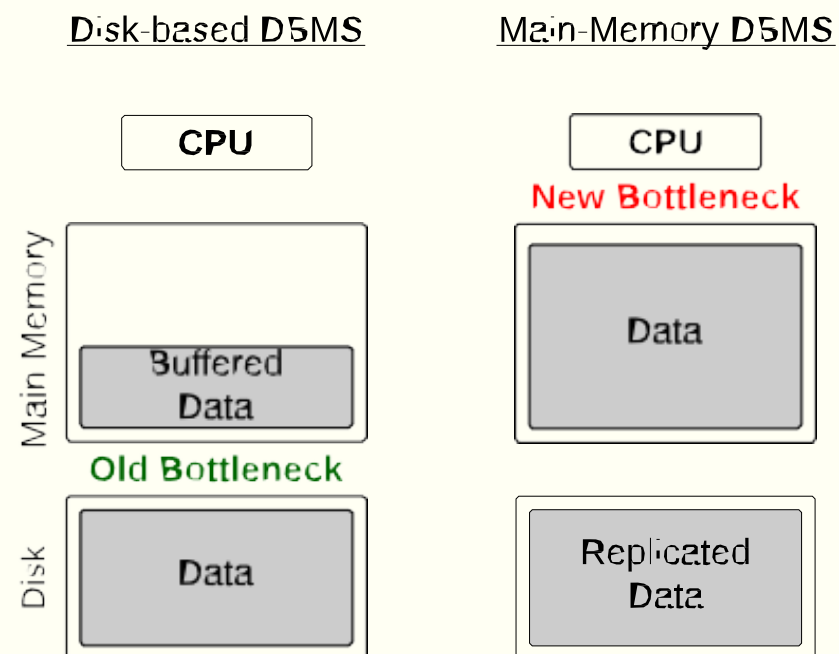 Disk-based DBMS
Main-Memory DBMS
CPU
CPU
New Bottleneck
Main Memory
Buffered
Data
Data
Old Bottleneck
Disk
Data
Replicated
Data